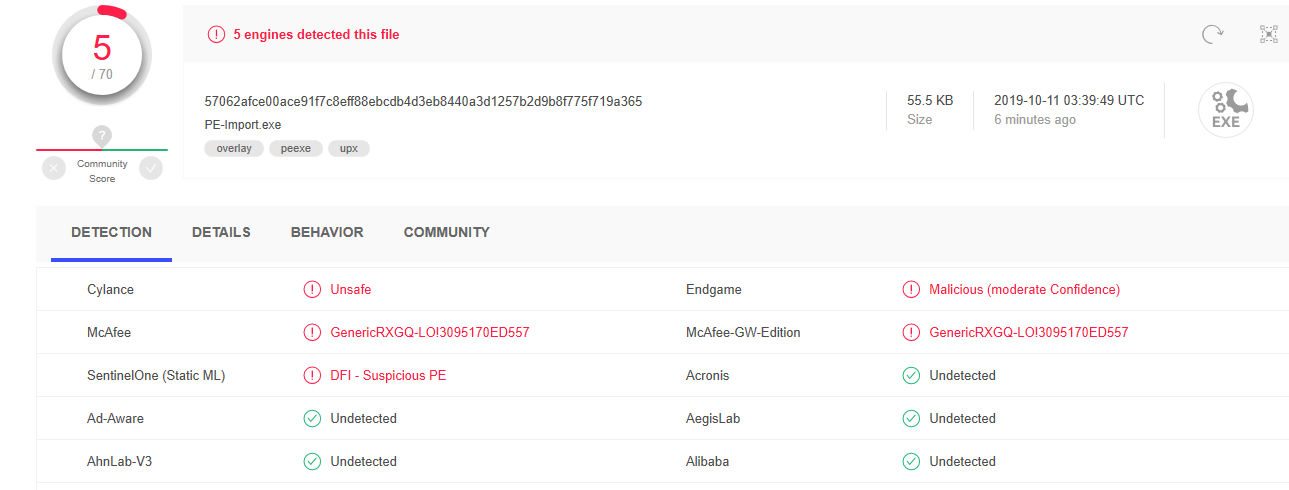 5
/ 70
?
Community
Score
5 engines detected this file
57062afce00ace91f7c8eff88ebcdb4d3eb8440a3d1257b2d9b8f775f719a365
PE-Import.exe
overlay peexe upx
55.5 KB
Size
2019-10-11 03:39:49 UTC
6 minutes ago
EXE
DETECTION DETAILS BEHAVIOR COMMUNITY
Cylance Unsafe Endgame Malicious (moderate Confidence)
McAfee GenericRXGQ-LO!3095170ED557 McAfee-GW-Edition GenericRXGQ-LO!3095170ED557
SentinelOne (Static ML) DFI - Suspicious PE Acronis Undetected
Ad-Aware Undetected AegisLab Undetected
AhnLab-V3 Undetected Alibaba Undetected